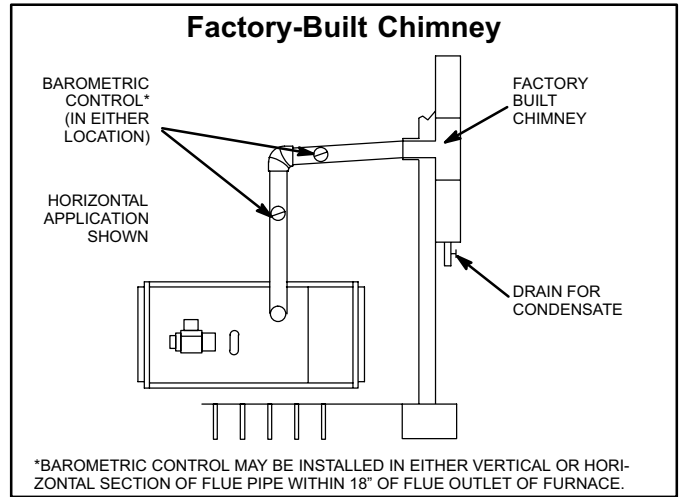 Factory-Built Chimney
BAROMETRIC
CONTROL*
(IN EITHER
LOCATION)
FACTORY
BUILT
CHIMNEY
HORIZONTAL
APPLICATION
SHOWN
DRAIN FOR
CONDENSATE
*BAROMETRIC CONTROL MAY BE INSTALLED IN EITHER VERTICAL OR HORI-
ZONTAL SECTION OF FLUE PIPE WITHIN 18” OF FLUE OUTLET OF FURNACE.